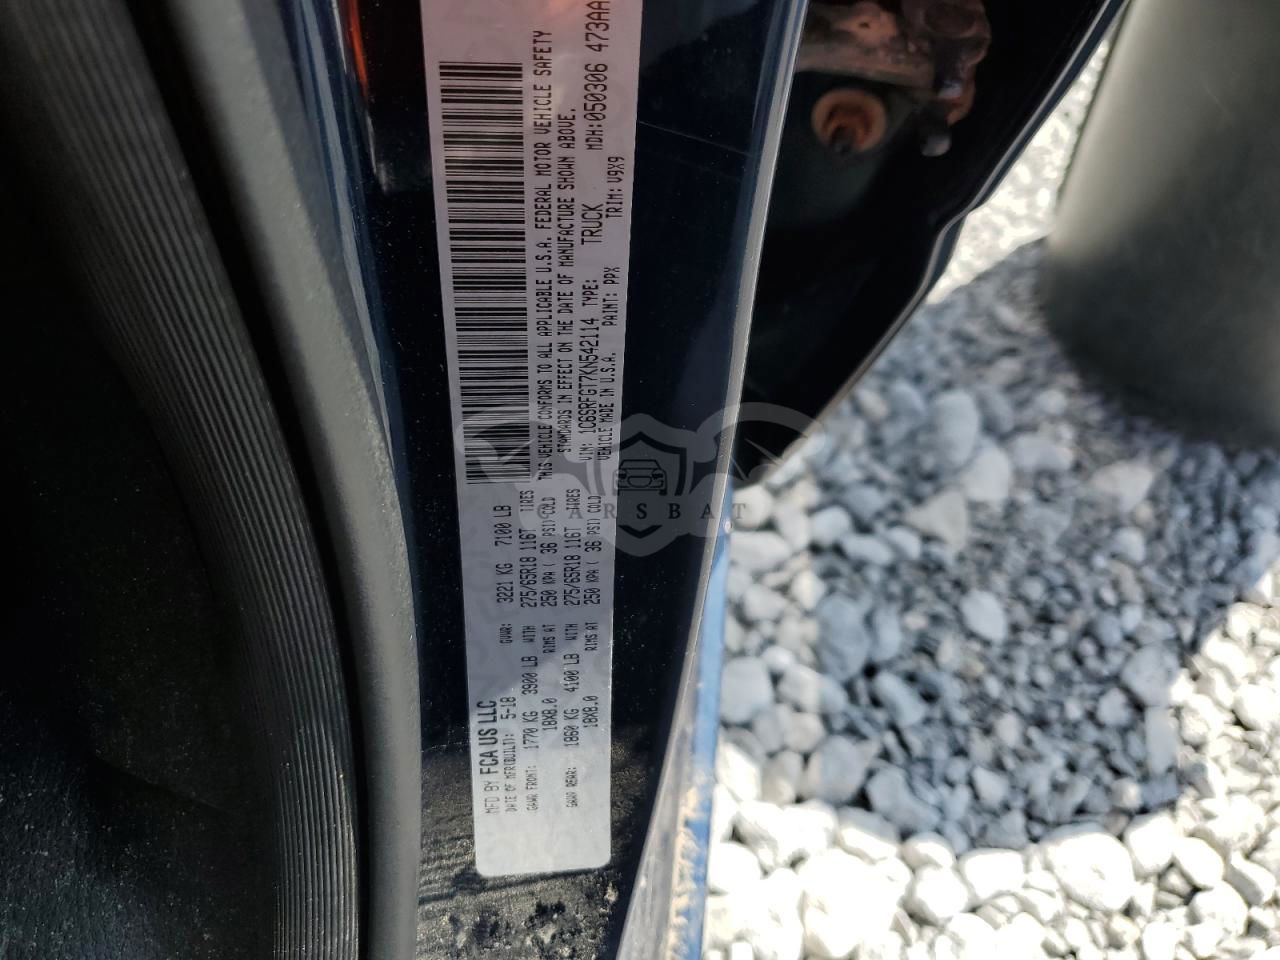 MFD BY FCA US LLC
DATE OF MFR(BUILT): 5-18 GVWR: 3221 KG 7100 LB
GAWR FRONT: 1770 KG 3900 LB WITH 275/65R18 116T TIRES
18X8.0 RIMS AT 250 KPA ( 36 PSI) COLD
GAWR REAR: 1860 KG 4100 LB WITH 275/65R18 116T TIRES
18X8.0 RIMS AT 250 KPA ( 36 PSI) COLD
THIS VEHICLE CONFORMS TO ALL APPLICABLE U.S.A. FEDERAL MOTOR VEHICLE SAFETY
STANDARDS IN EFFECT ON THE DATE OF MANUFACTURE SHOWN ABOVE.
VIN: 1C6SRFGT7KN542114 TYPE: TRUCK MDH:050306 473AA
VEHICLE MADE IN U.S.A. PAINT: PPX TRIM: V9X9
CARSBAT